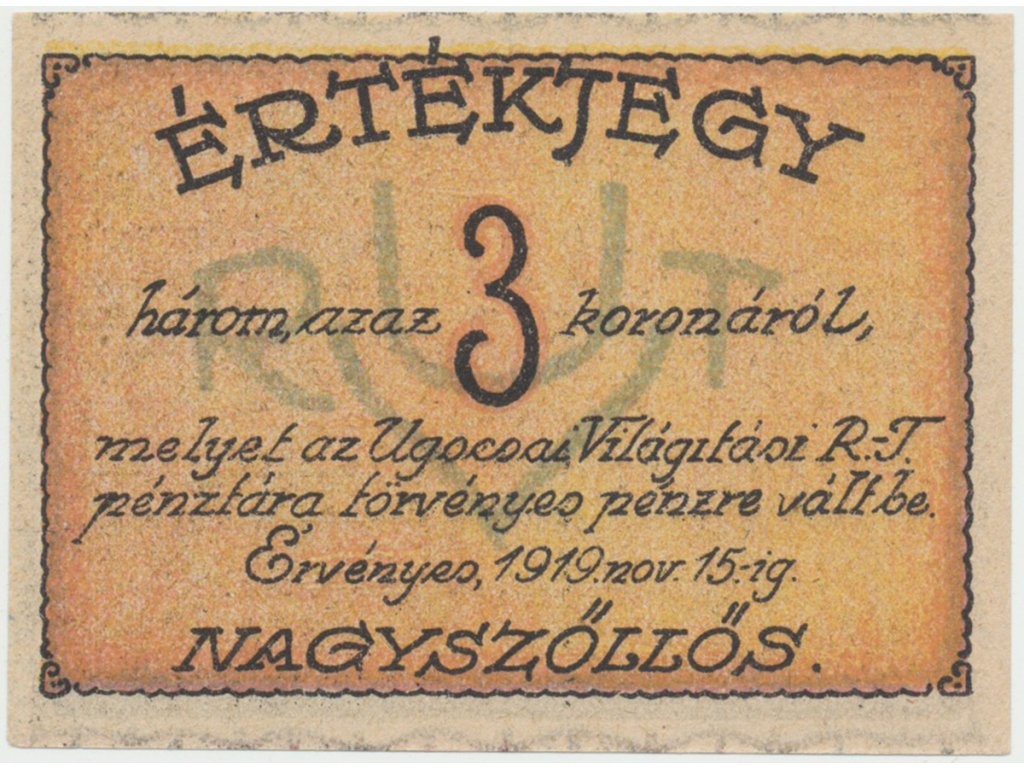 ÉRTÉKJEGY
három, azaz 3 koronáról,
melyet az Ugocsai Világitási R.-T.
pénztára törvényes pénzre vált be.
Érvényes, 1919. nov. 15-ig.
NAGYSZŐLLŐS.
R U V T